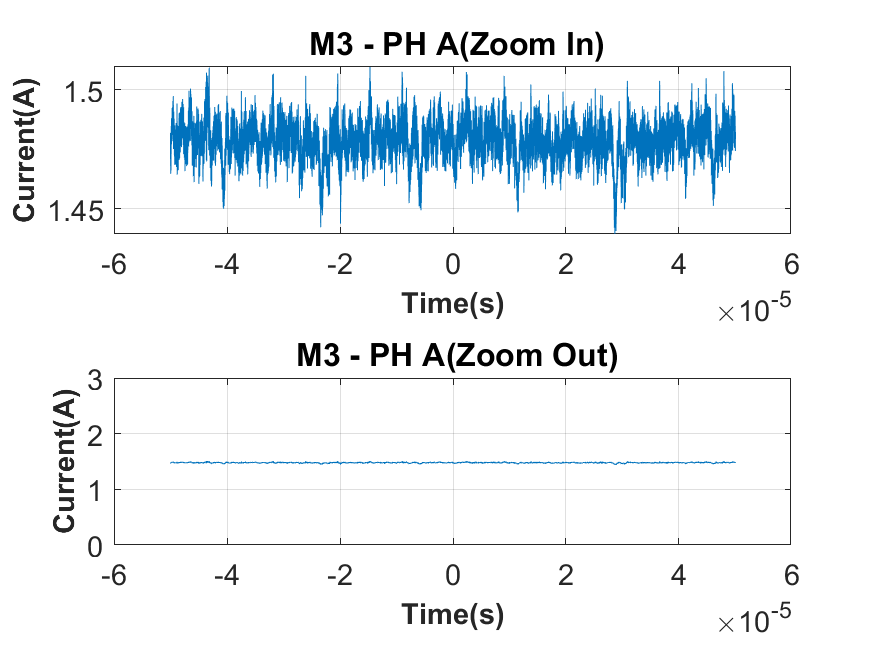 M3 - PH A(Zoom In)
Current(A)
1.5
1.45
-6 -4 -2 0 2 4 6
Time(s)
×10-5
M3 - PH A(Zoom Out)
Current(A)
3
2
1
0
-6 -4 -2 0 2 4 6
Time(s)
×10-5